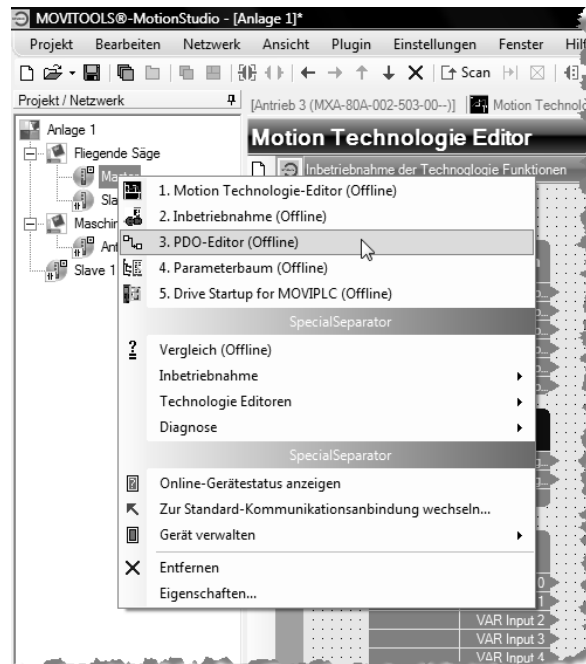 MOVITOOLS®-MotionStudio - [Anlage 1]*
Projekt Bearbeiten Netzwerk Ansicht Plugin Einstellungen Fenster
Scan
Projekt / Netzwerk
[Antrieb 3 (MXA-80A-002-503-00--)] Motion
Anlage 1
Motion Technologie Editor
Fliegende Säge
Inbetriebnahme der Technoglogie Funktionen
1. Motion Technologie-Editor (Offline)
2. Inbetriebnahme (Offline)
3. PDO-Editor (Offline)
Slave 1
4. Parameterbaum (Offline)
5. Drive Startup for MOVIPLC (Offline)
SpecialSeparator
Vergleich (Offline)
Inbetriebnahme
Technologie Editoren
Diagnose
SpecialSeparator
Online-Gerätestatus anzeigen
Zur Standard-Kommunikationsanbindung wechseln...
Gerät verwalten
Entfernen
Eigenschaften...
0
1
VAR Input 2
VAR Input 3
VAR Input 4